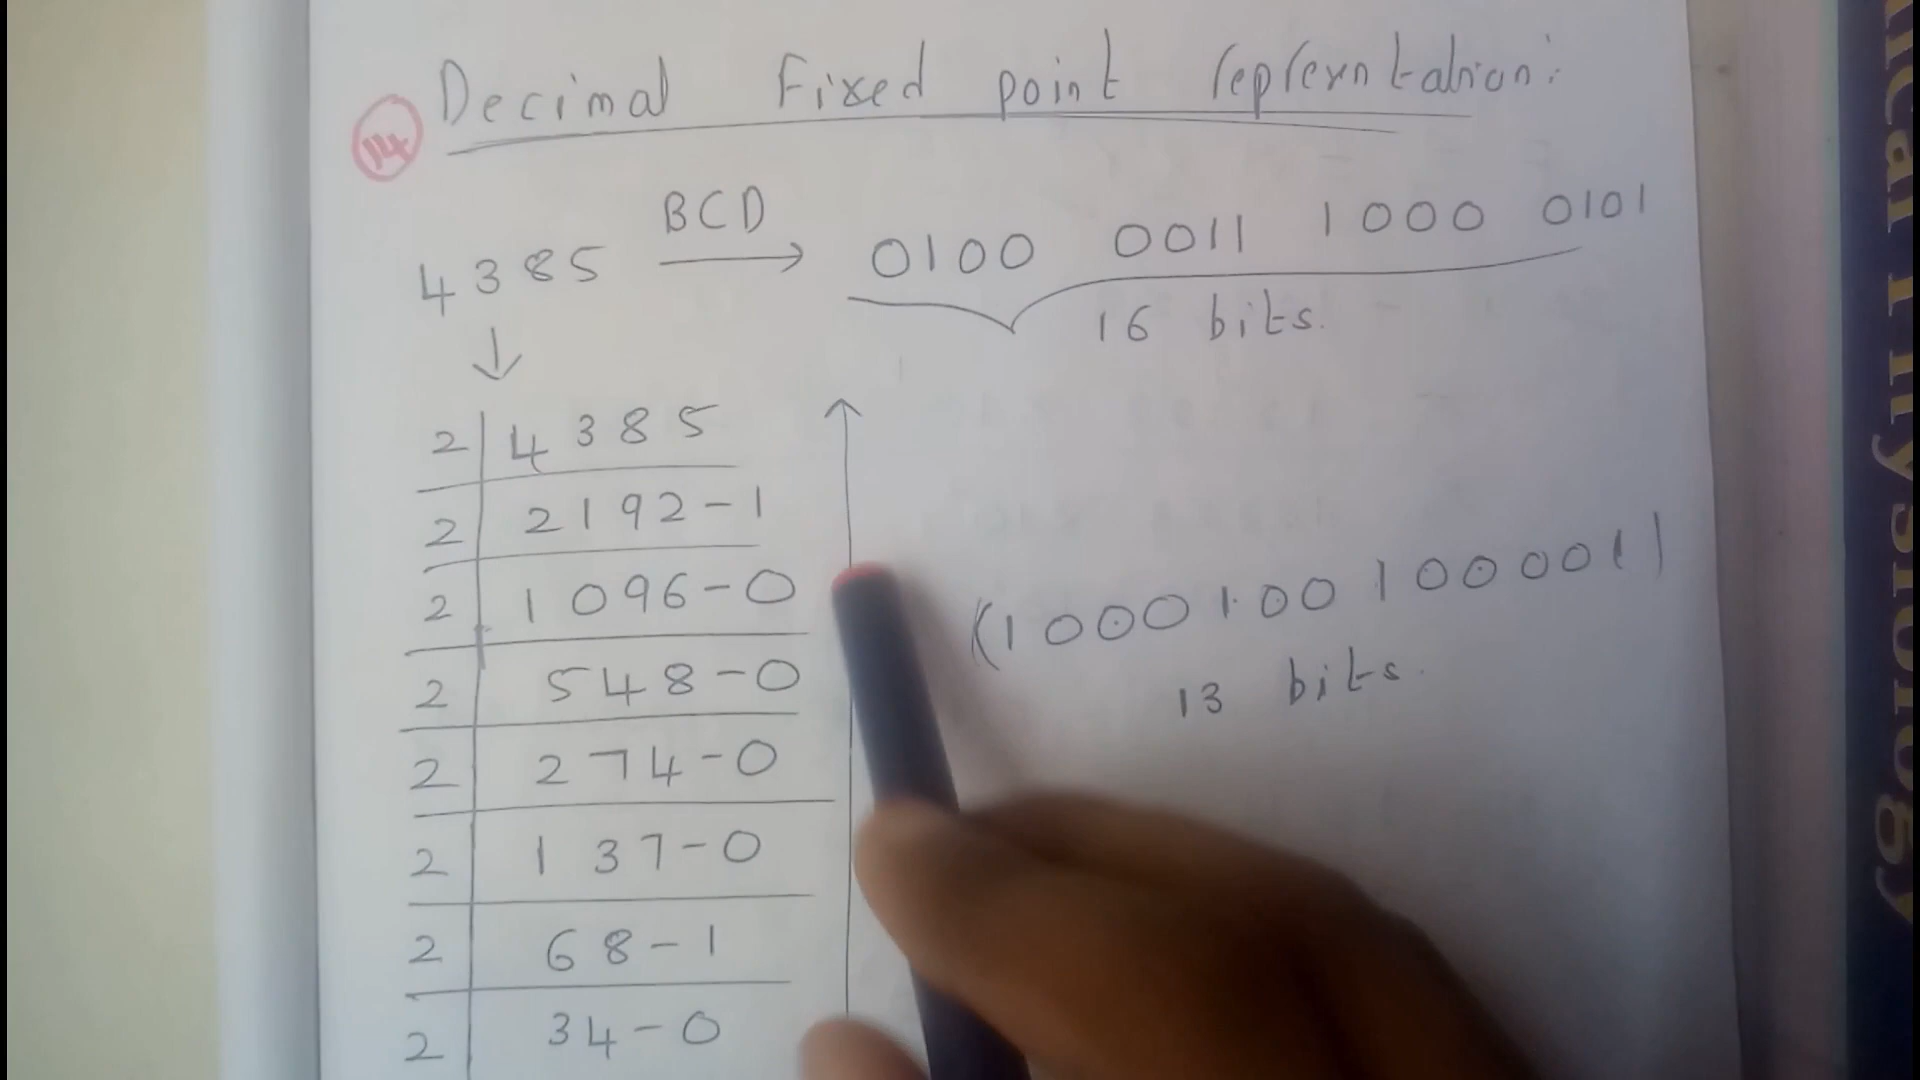 14 Decimal Fixed point representation:
4385 BCD → 0100 0011 1000 0101
16 bits.
2 4385
2 2192-1
2 1096-0
(1000100100001)
13 bits.
2 548-0
2 274-0
2 137-0
2 68-1
2 34-0